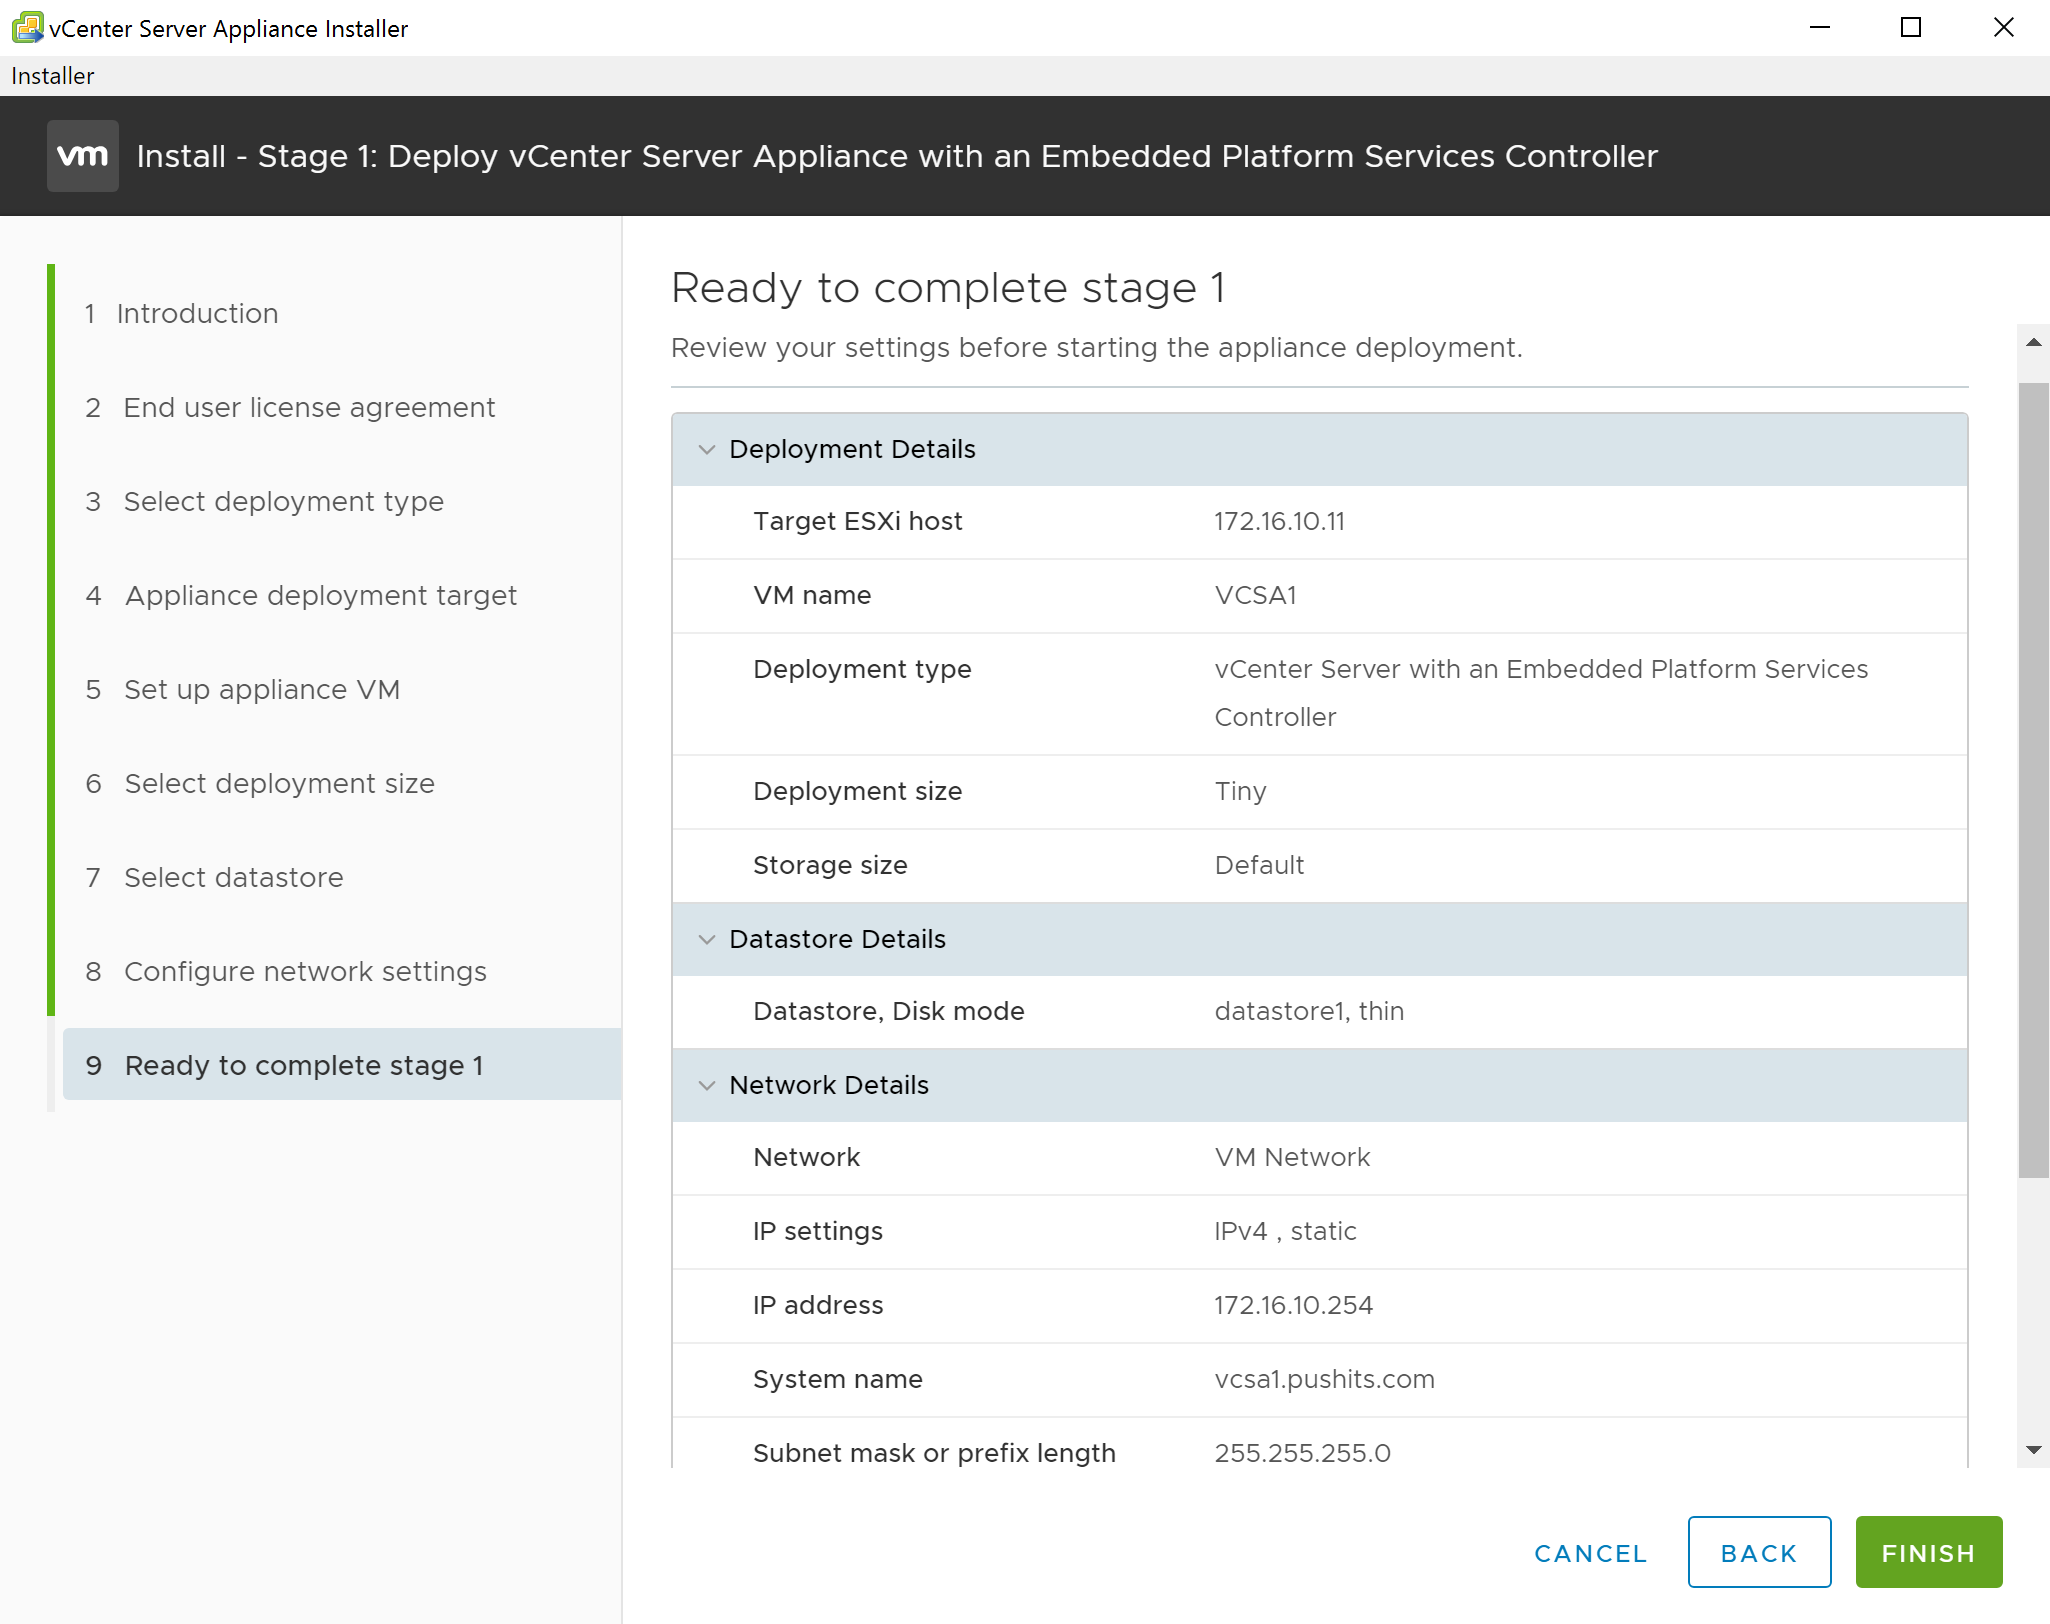 vCenter Server Appliance Installer
Installer
vm Install - Stage 1: Deploy vCenter Server Appliance with an Embedded Platform Services Controller
1 Introduction
2 End user license agreement
3 Select deployment type
4 Appliance deployment target
5 Set up appliance VM
6 Select deployment size
7 Select datastore
8 Configure network settings
9 Ready to complete stage 1
Ready to complete stage 1
Review your settings before starting the appliance deployment.
Deployment Details
Target ESXi host 172.16.10.11
VM name VCSA1
Deployment type vCenter Server with an Embedded Platform Services
Controller
Deployment size Tiny
Storage size Default
Datastore Details
Datastore, Disk mode datastore1, thin
Network Details
Network VM Network
IP settings IPv4 , static
IP address 172.16.10.254
System name vcsa1.pushits.com
Subnet mask or prefix length 255.255.255.0
CANCEL BACK FINISH